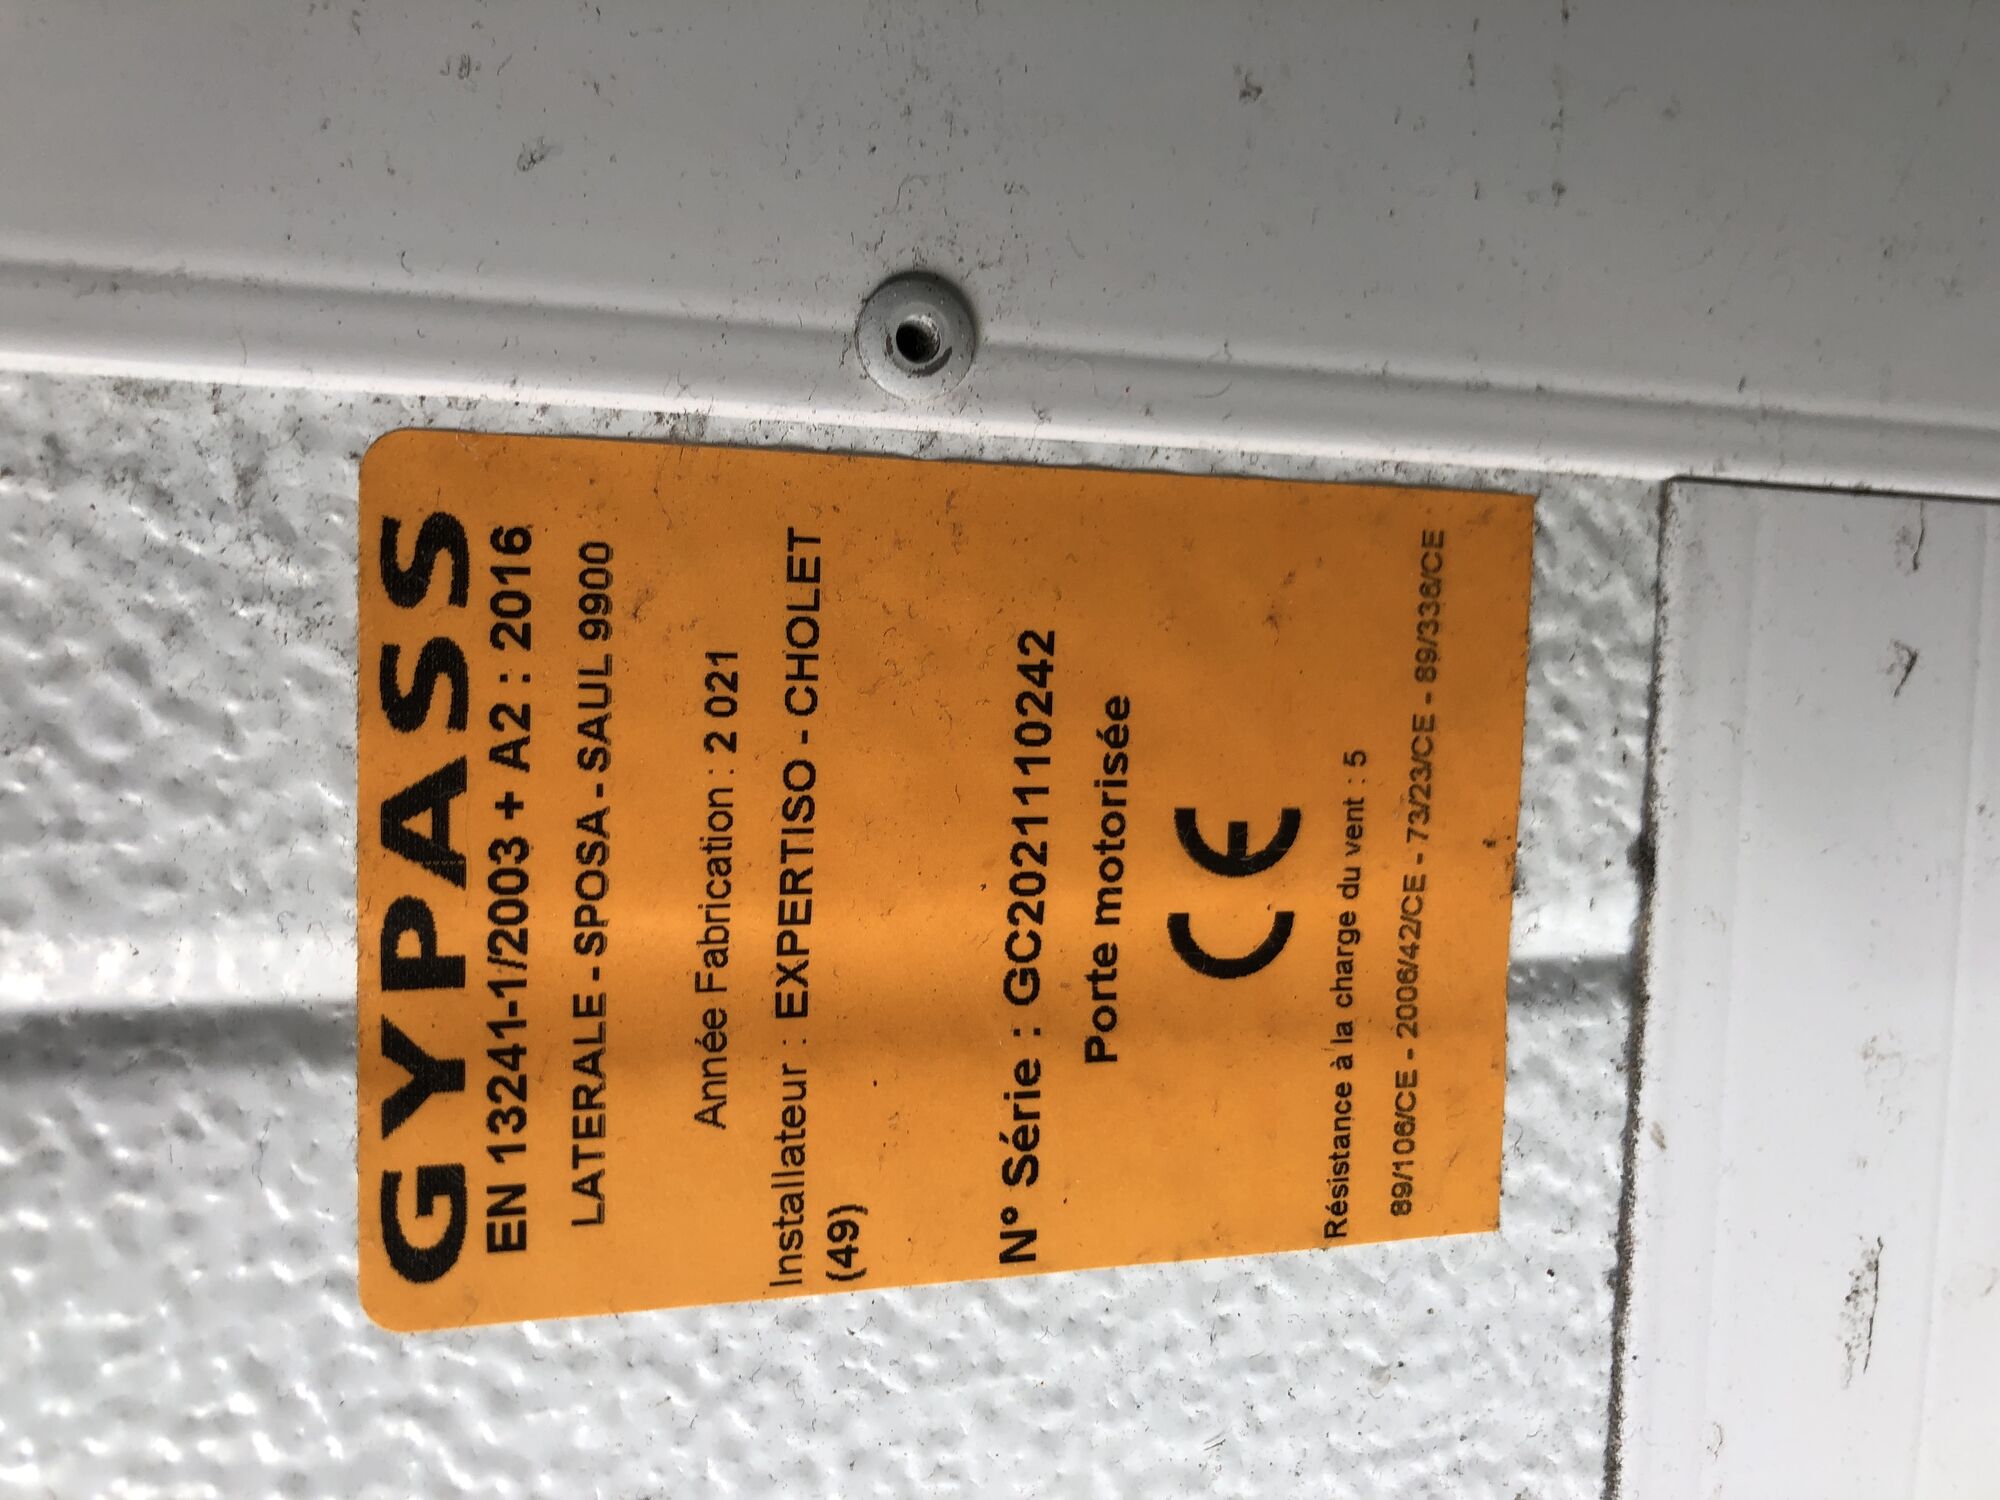 GYPASS
EN 13241-1/2003 + A2 : 2016
LATERALE - SPOSA - SAUL 9900
Année Fabrication : 2 021
Installateur : EXPERTISO - CHOLET
(49)
N° Série : GC2021110242
Porte motorisée
CE
Résistance à la charge du vent : 5
89/106/CE - 2006/42/CE - 73/23/CE - 89/336/CE